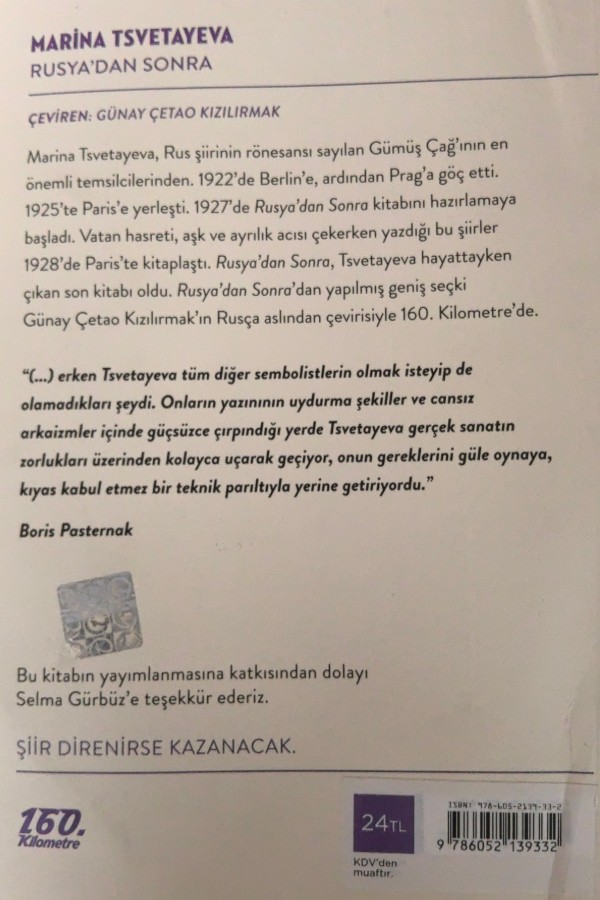 MARİNA TSVETAYEVA
RUSYA'DAN SONRA
ÇEVİREN: GÜNAY ÇETAO KIZILIRMAK
Marina Tsvetayeva, Rus şiirinin rönesansı sayılan Gümüş Çağ'ının en
önemli temsilcilerinden. 1922'de Berlin'e, ardından Prag'a göç etti.
1925'te Paris'e yerleşti. 1927'de Rusya'dan Sonra kitabını hazırlamaya
başladı. Vatan hasreti, aşk ve ayrılık acısı çekerken yazdığı bu şiirler
1928'de Paris'te kitaplaştı. Rusya'dan Sonra, Tsvetayeva hayattayken
çıkan son kitabı oldu. Rusya'dan Sonra'dan yapılmış geniş seçki
Günay Çetao Kızılırmak'ın Rusça aslından çevirisiyle 160. Kilometre'de.
"(...) erken Tsvetayeva tüm diğer sembolistlerin olmak isteyip de
olamadıkları şeydi. Onların yazınının uydurma şekiller ve cansız
arkaizmler içinde güçsüzce çırpındığı yerde Tsvetayeva gerçek sanatın
zorlukları üzerinden kolayca uçarak geçiyor, onun gereklerini güle oynaya,
kıyas kabul etmez bir teknik parıltıyla yerine getiriyordu."
Boris Pasternak
Bu kitabın yayımlanmasına katkısından dolayı
Selma Gürbüz'e teşekkür ederiz.
ŞİİR DİRENİRSE KAZANACAK.
160.
Kilometre
24TL
KDV'den
muaftır.
ISBN: 978-605-2139-33-2
9 786052 139332